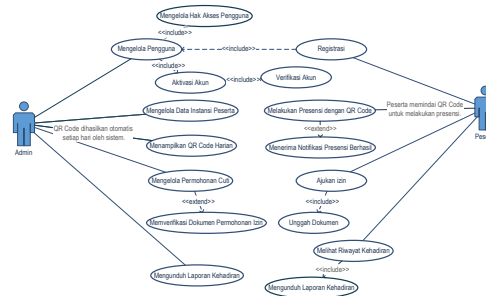 Mengelola Hak Akses Pengguna
<<include>>
Mengelola Pengguna
<<include>>
Registrasi
<<include>>
Aktivasi Akun
<<include>>
Verifikasi Akun
Mengelola Data Instansi Peserta
Melakukan Presensi dengan QR Code
Peserta memindai QR Code
untuk melakukan presensi.
Admin
QR Code dihasilkan otomatis
setiap hari oleh sistem.
<<extend>>
Pes
Menampilkan QR Code Harian
Menerima Notifikasi Presensi Berhasil
Mengelola Permohonan Cuti
Ajukan izin
<<extend>>
<<include>>
Memverifikasi Dokumen Permohonan Izin
Unggah Dokumen
Melihat Riwayat Kehadiran
<<include>>
Mengunduh Laporan Kehadiran
Mengunduh Laporan Kehadiran